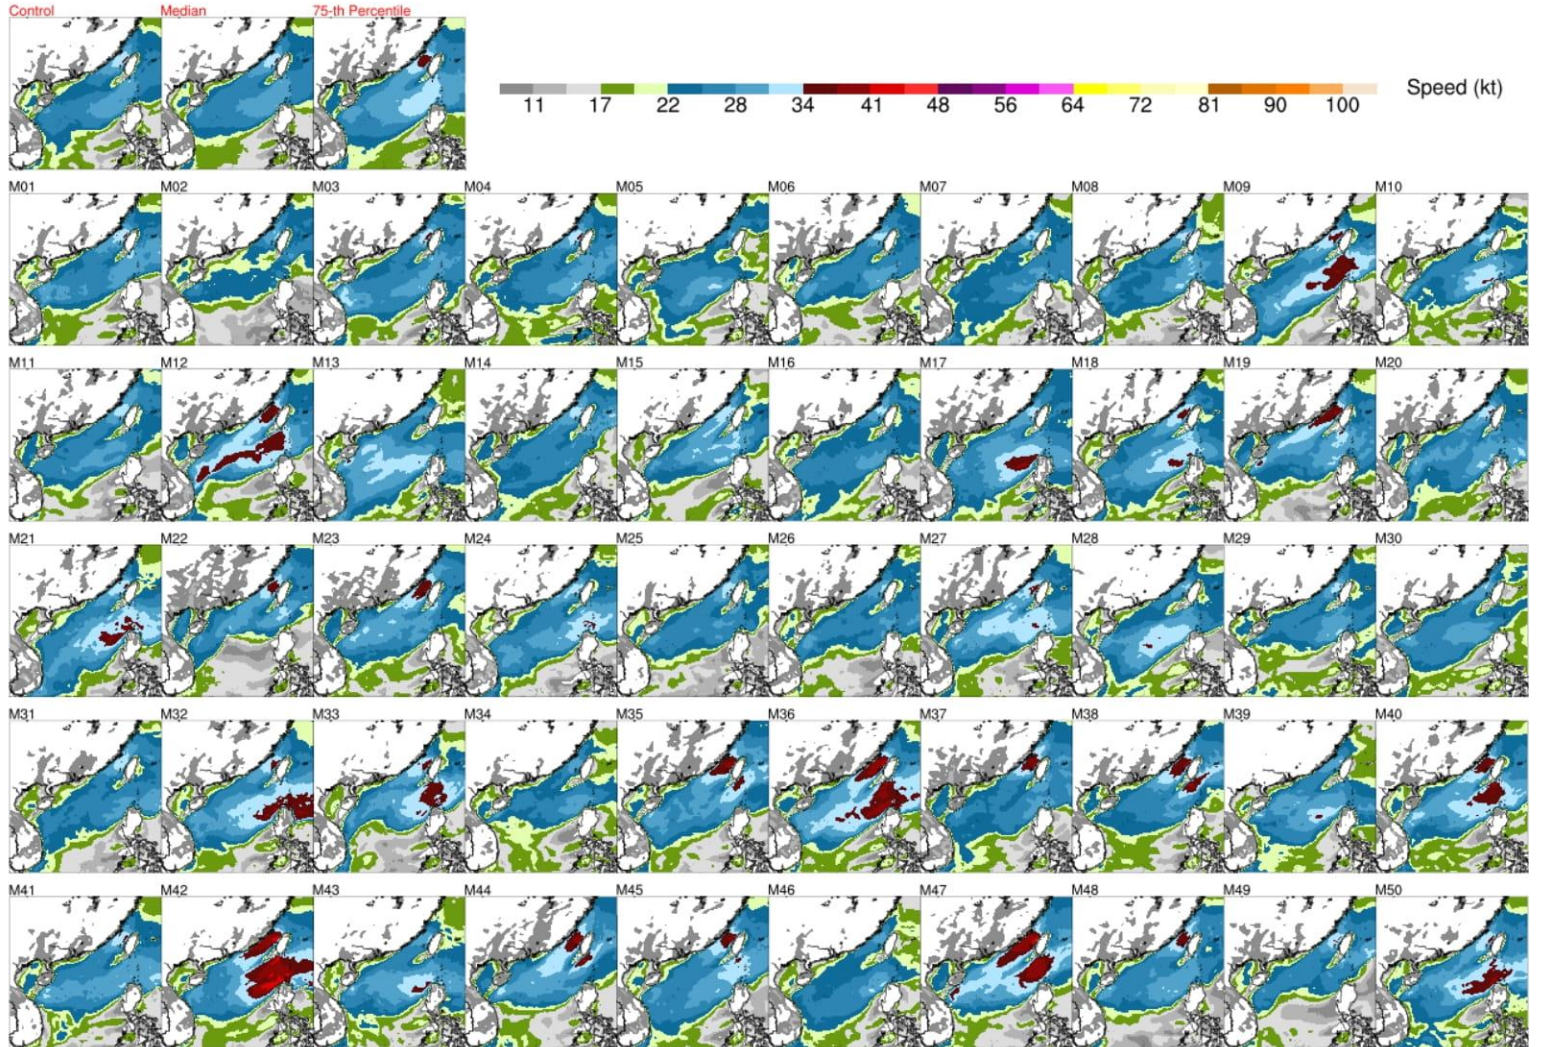 Control Median 75-th Percentile
Speed (kt)
11 17 22 28 34 41 48 56 64 72 81 90 100
M01 M02 M03 M04 M05 M06 M07 M08 M09 M10
M11 M12 M13 M14 M15 M16 M17 M18 M19 M20
M21 M22 M23 M24 M25 M26 M27 M28 M29 M30
M31 M32 M33 M34 M35 M36 M37 M38 M39 M40
M41 M42 M43 M44 M45 M46 M47 M48 M49 M50